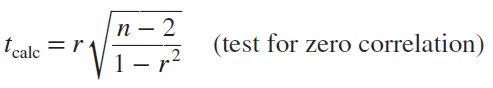 t_calc = r√((n − 2)/(1 − r²)) (test for zero correlation)